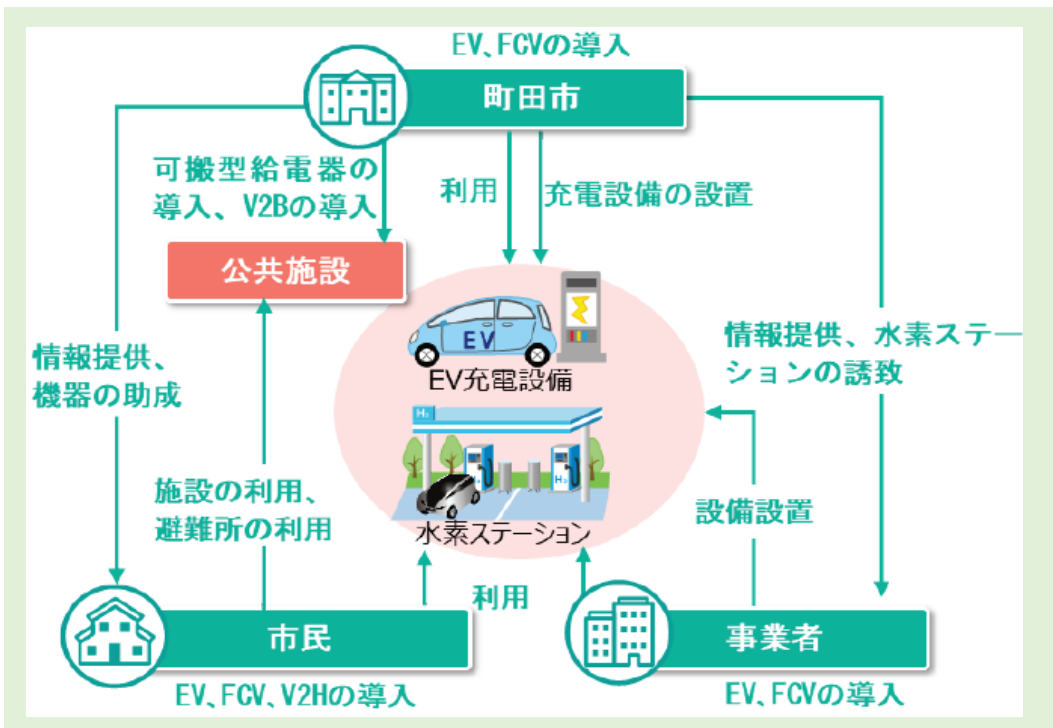 EV、FCVの導入
町田市
可搬型給電器の
導入、V2Bの導入
利用
充電設備の設置
公共施設
EV
EV充電設備
情報提供、
機器の助成
情報提供、水素ステー
ションの誘致
H₂
H₂
水素ステーション
施設の利用、
避難所の利用
設備設置
利用
市民
事業者
EV、FCV、V2Hの導入
EV、FCVの導入